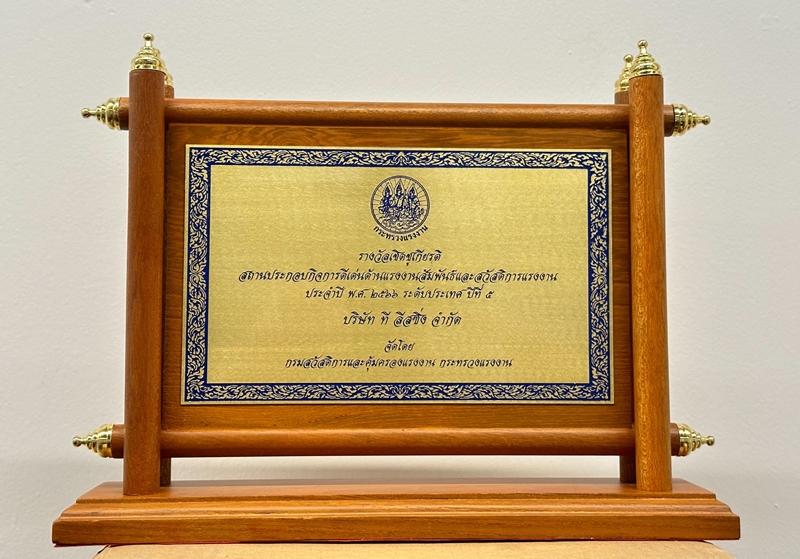 กระทรวงแรงงาน
รางวัลเชิดชูเกียรติ
สถานประกอบกิจการดีเด่นด้านแรงงานสัมพันธ์และสวัสดิการแรงงาน
ประจำปี พ.ศ. ๒๕๖๖ ระดับประเทศ ปีที่ ๕
บริษัท ที ลีสซิ่ง จำกัด
จัดโดย
กรมสวัสดิการและคุ้มครองแรงงาน กระทรวงแรงงาน